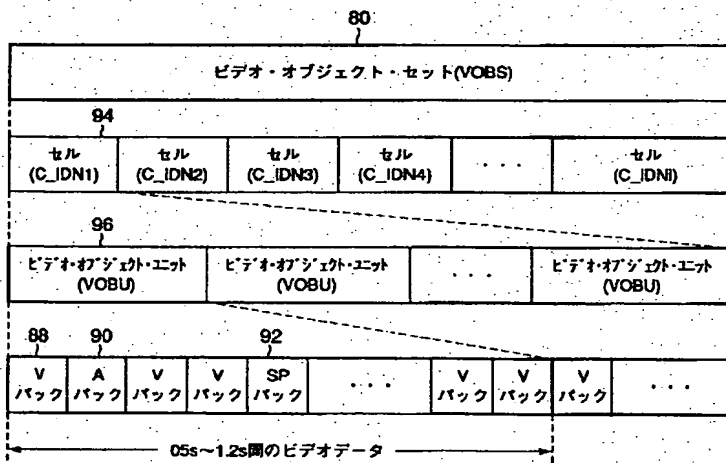 80
ビデオ・オブジェクト・セット(VOBS)
94
セル セル セル セル セル
(C_IDN1) (C_IDN2) (C_IDN3) (C_IDN4) ・・・ (C_IDNi)
96
ビデオ・オブジェクト・ユニット ビデオ・オブジェクト・ユニット ビデオ・オブジェクト・ユニット
(VOBU) (VOBU) ・・・ (VOBU)
88 90 92
V A V V SP V V V
パック パック パック パック パック ・・・ パック パック パック ・・・
05s~1.2s間のビデオデータ